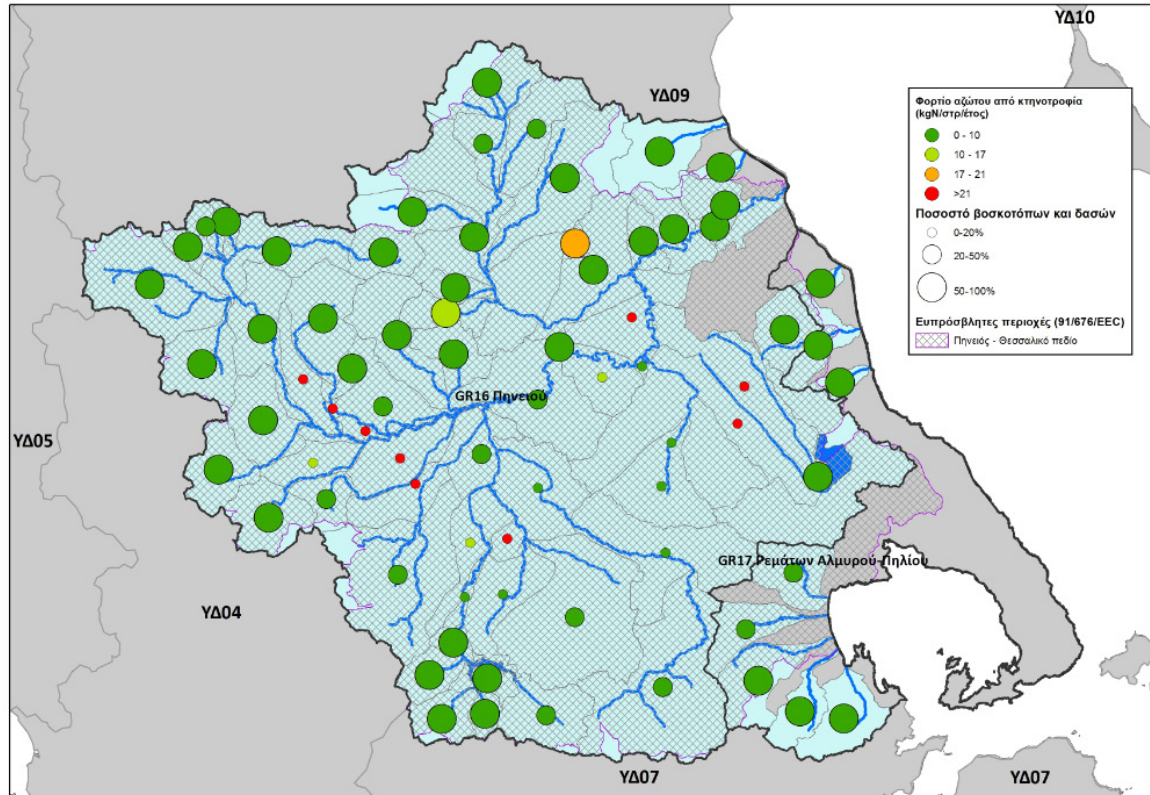 ΥΔ10
ΥΔ09
Φορτίο αζώτου από κτηνοτροφία
(kgN/στρ/έτος)
0 - 10
10 - 17
17 - 21
>21
Ποσοστό βοσκοτόπων και δασών
0-20%
20-50%
50-100%
Ευπρόσβλητες περιοχές (91/676/EEC)
Πηνειός - Θεσσαλικό πεδίο
GR16 Πηνειού
ΥΔ05
GR17 Ρεμάτων Αλμυρού-Πηλίου
ΥΔ04
ΥΔ07
ΥΔ07